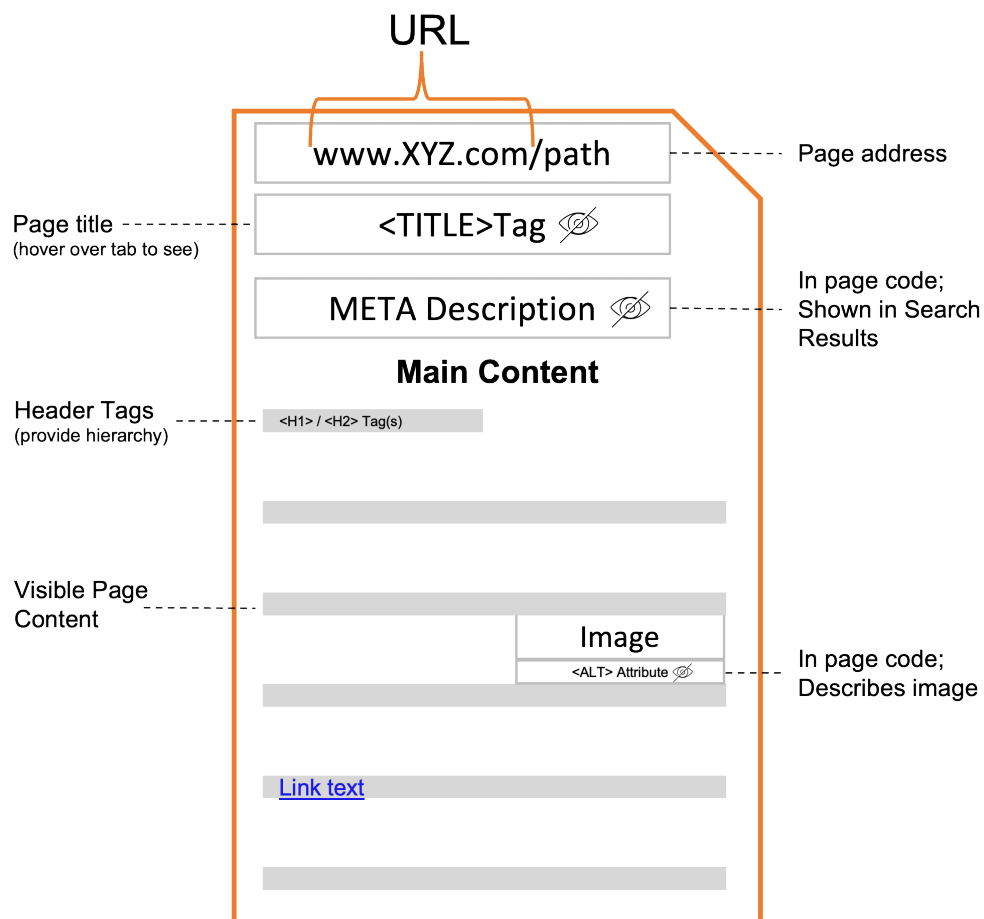 URL
www.XYZ.com/path
Page address
Page title
(hover over tab to see)
<TITLE>Tag
META Description
In page code;
Shown in Search
Results
Main Content
Header Tags
(provide hierarchy)
<H1> / <H2> Tag(s)
Visible Page
Content
Image
<ALT> Attribute
In page code;
Describes image
Link text